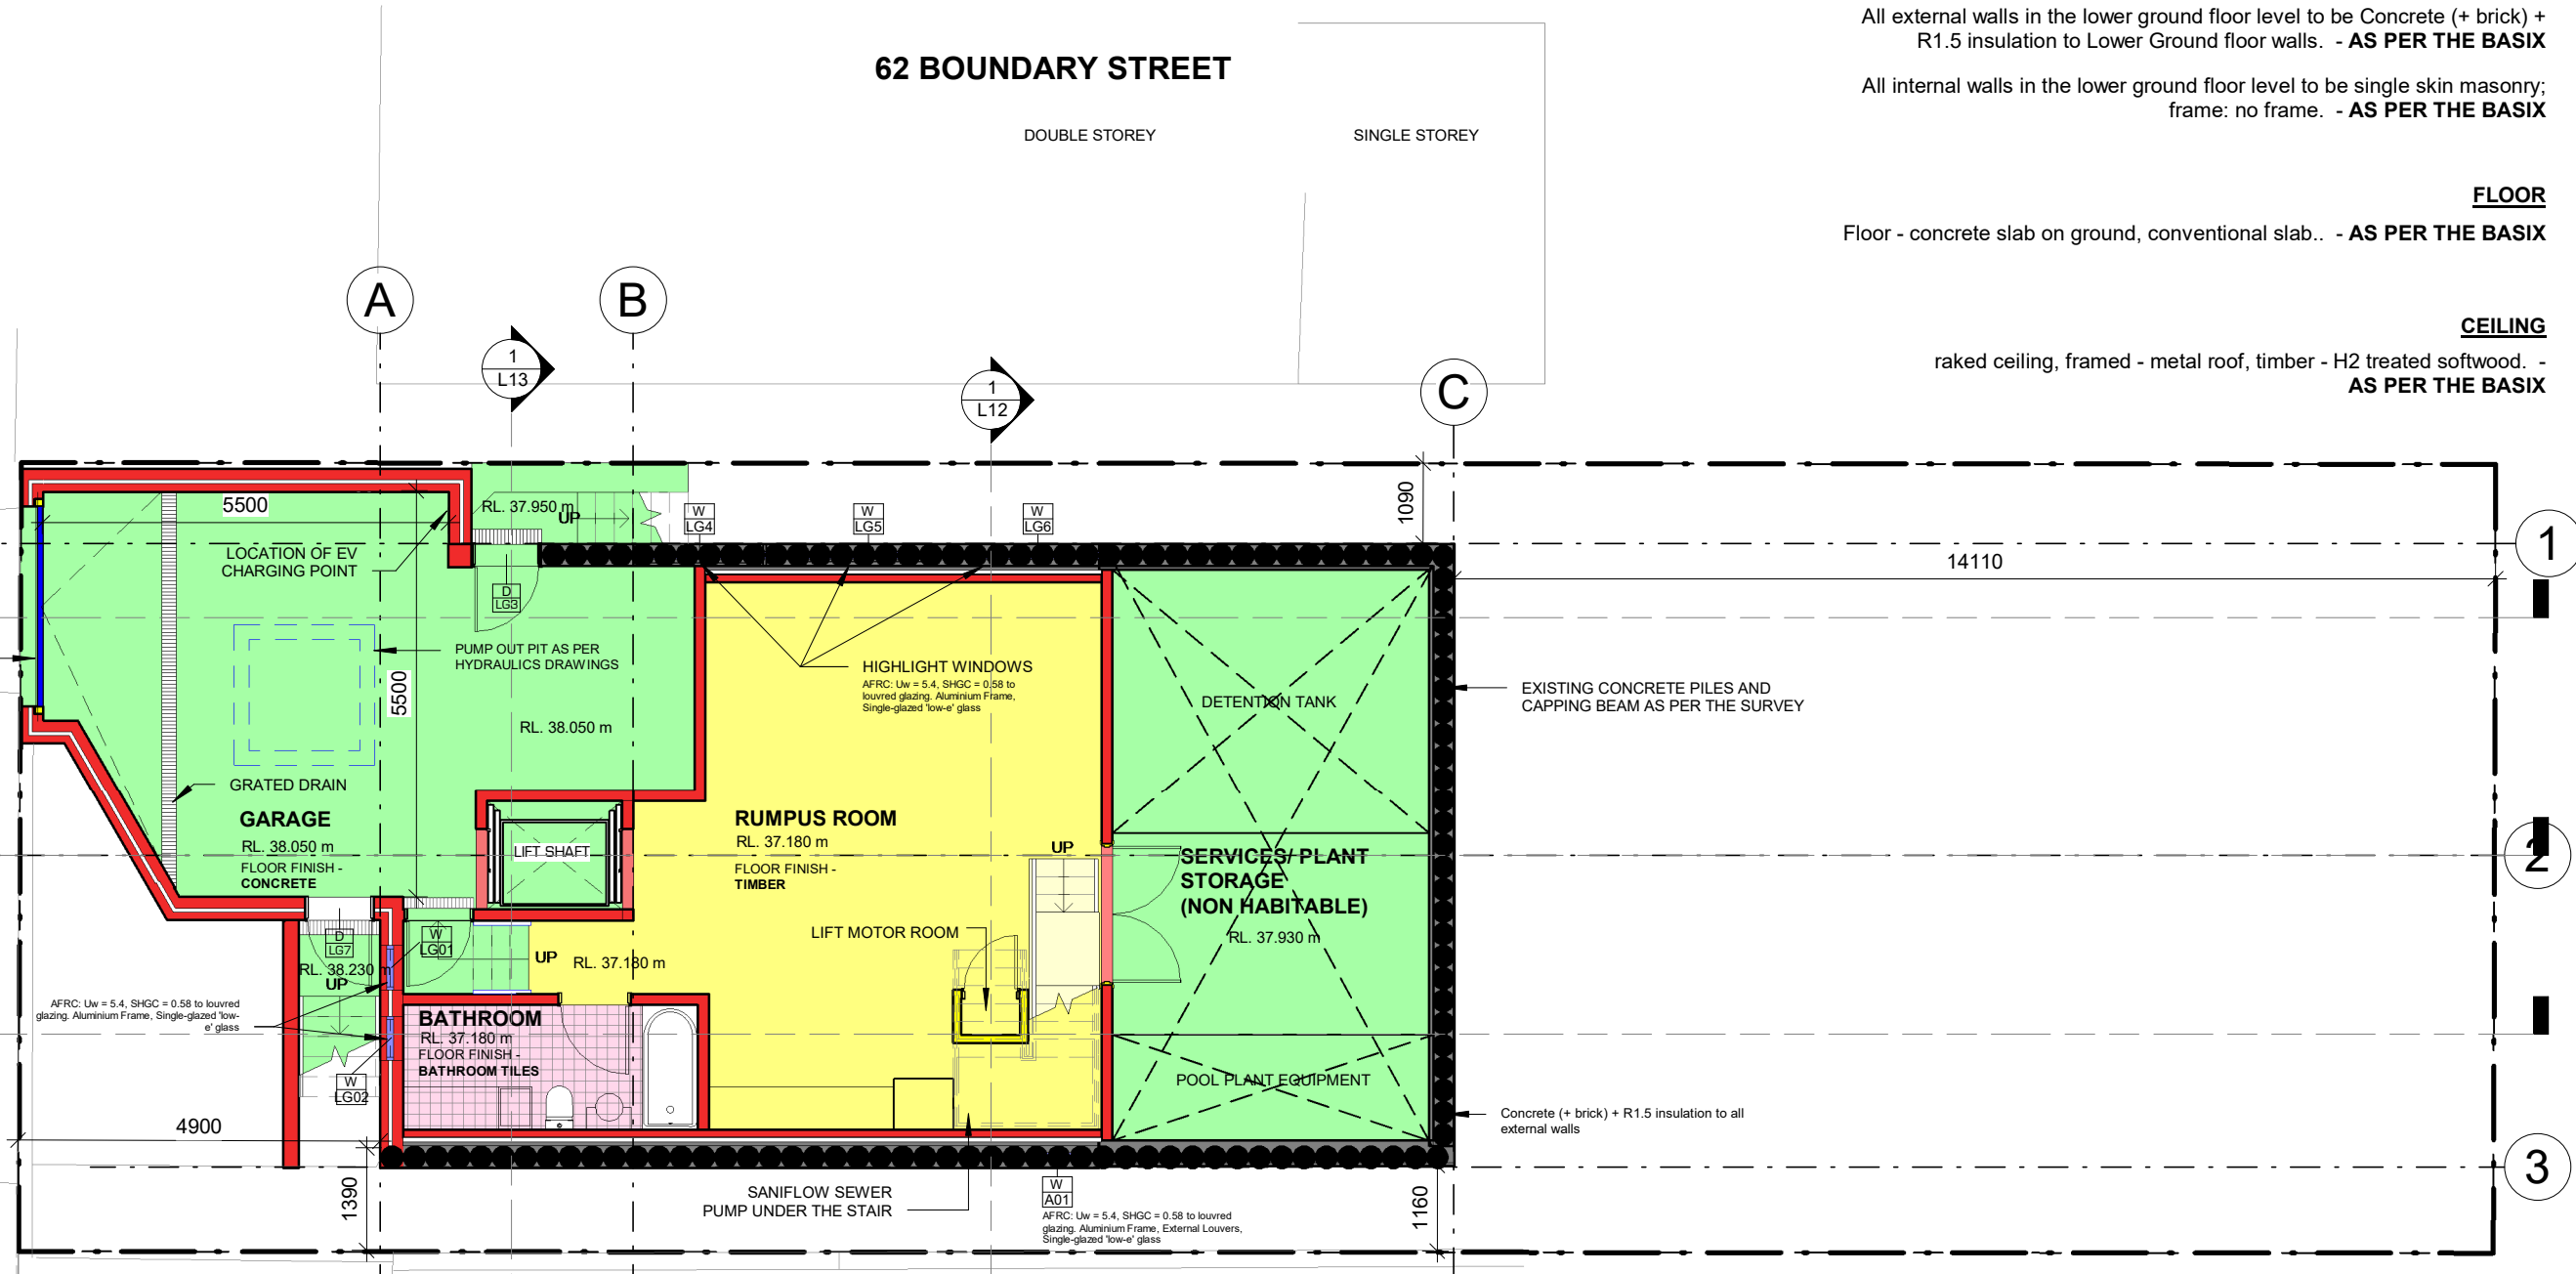 All external walls in the lower ground floor level to be Concrete (+ brick) +
R1.5 insulation to Lower Ground floor walls.  - AS PER THE BASIX
All internal walls in the lower ground floor level to be single skin masonry;
frame: no frame.  - AS PER THE BASIX
FLOOR
Floor - concrete slab on ground, conventional slab..  - AS PER THE BASIX
CEILING
raked ceiling, framed - metal roof, timber - H2 treated softwood.  -
AS PER THE BASIX
62 BOUNDARY STREET
DOUBLE STOREY
SINGLE STOREY
A
B
C
1
L13
1
L12
5500
RL. 37.950 m
UP
W
LG4
W
LG5
W
LG6
1090
1
14110
LOCATION OF EV
CHARGING POINT
D
LG3
PUMP OUT PIT AS PER
HYDRAULICS DRAWINGS
5500
RL. 38.050 m
HIGHLIGHT WINDOWS
AFRC: Uw = 5.4, SHGC = 0.58 to
louvred glazing. Aluminium Frame,
Single-glazed 'low-e' glass
DETENTION TANK
EXISTING CONCRETE PILES AND
CAPPING BEAM AS PER THE SURVEY
GRATED DRAIN
GARAGE
RL. 38.050 m
FLOOR FINISH -
CONCRETE
LIFT SHAFT
RUMPUS ROOM
RL. 37.180 m
FLOOR FINISH -
TIMBER
UP
SERVICES/ PLANT
STORAGE
(NON HABITABLE)
RL. 37.930 m
2
D
LG7
W
LG01
RL. 38.230 m
UP
UP
RL. 37.180 m
LIFT MOTOR ROOM
AFRC: Uw = 5.4, SHGC = 0.58 to louvred
glazing. Aluminium Frame, Single-glazed 'low-
e' glass
BATHROOM
RL. 37.180 m
FLOOR FINISH -
BATHROOM TILES
W
LG02
POOL PLANT EQUIPMENT
Concrete (+ brick) + R1.5 insulation to all
external walls
4900
3
1390
SANIFLOW SEWER
PUMP UNDER THE STAIR
W
A01
AFRC: Uw = 5.4, SHGC = 0.58 to louvred
glazing. Aluminium Frame, External Louvers,
Single-glazed 'low-e' glass
1160